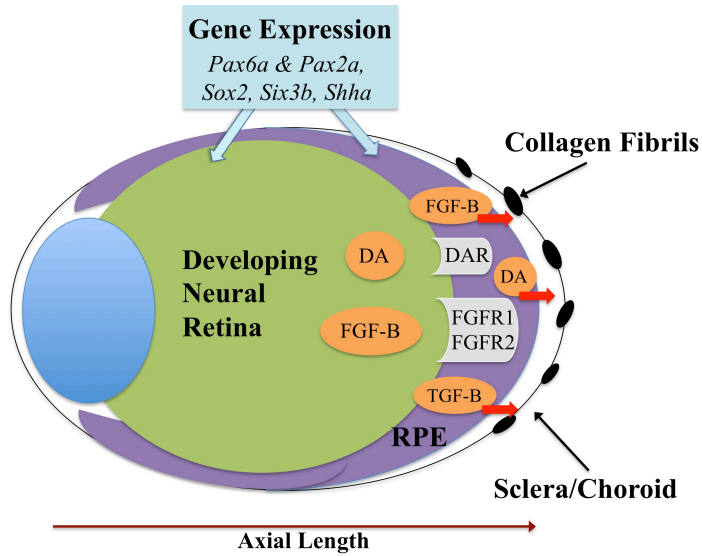 Gene Expression
Pax6a & Pax2a,
Sox2, Six3b, Shha
Collagen Fibrils
FGF-B
DA
DAR
DA
Developing
Neural
Retina
FGF-B
FGFR1
FGFR2
TGF-B
RPE
Sclera/Choroid
Axial Length